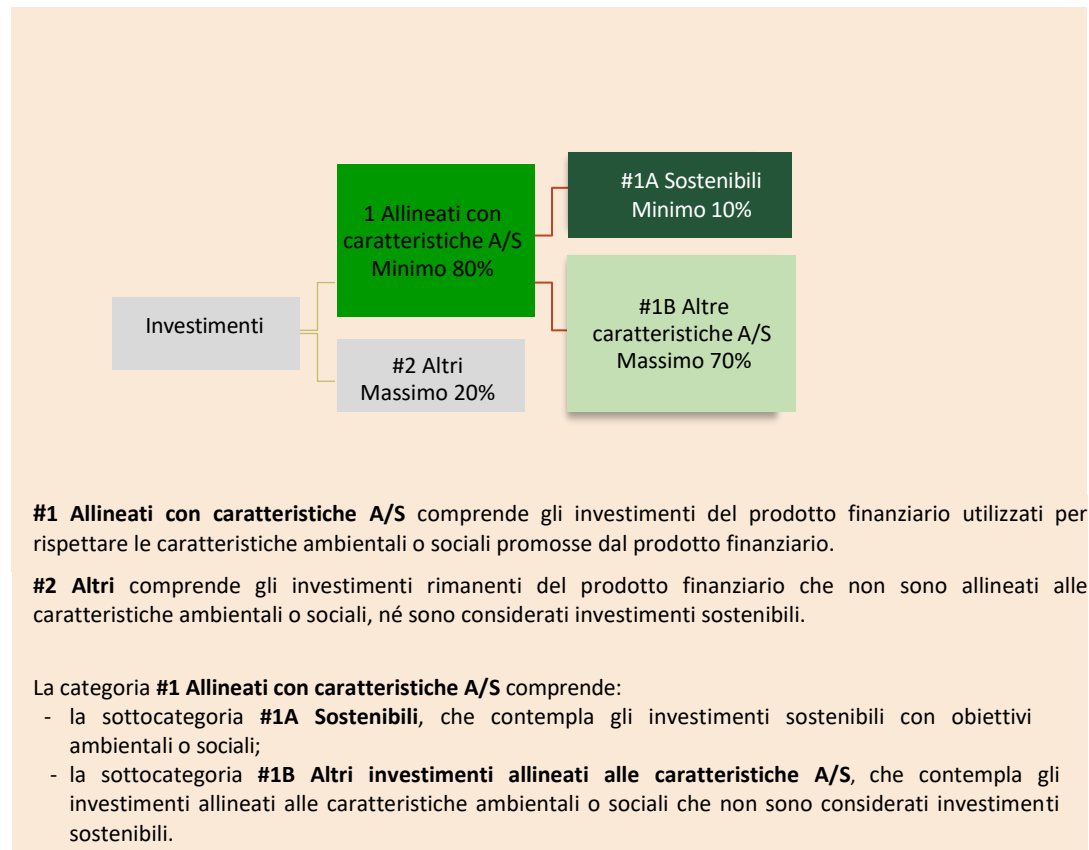 #1A Sostenibili
Minimo 10%
1 Allineati con
caratteristiche A/S
Minimo 80%
#1B Altre
caratteristiche A/S
Massimo 70%
Investimenti
#2 Altri
Massimo 20%
#1 Allineati con caratteristiche A/S comprende gli investimenti del prodotto finanziario utilizzati per
rispettare le caratteristiche ambientali o sociali promosse dal prodotto finanziario.
#2 Altri comprende gli investimenti rimanenti del prodotto finanziario che non sono allineati alle
caratteristiche ambientali o sociali, né sono considerati investimenti sostenibili.
La categoria #1 Allineati con caratteristiche A/S comprende:
- la sottocategoria #1A Sostenibili, che contempla gli investimenti sostenibili con obiettivi
ambientali o sociali;
- la sottocategoria #1B Altri investimenti allineati alle caratteristiche A/S, che contempla gli
investimenti allineati alle caratteristiche ambientali o sociali che non sono considerati investimenti
sostenibili.